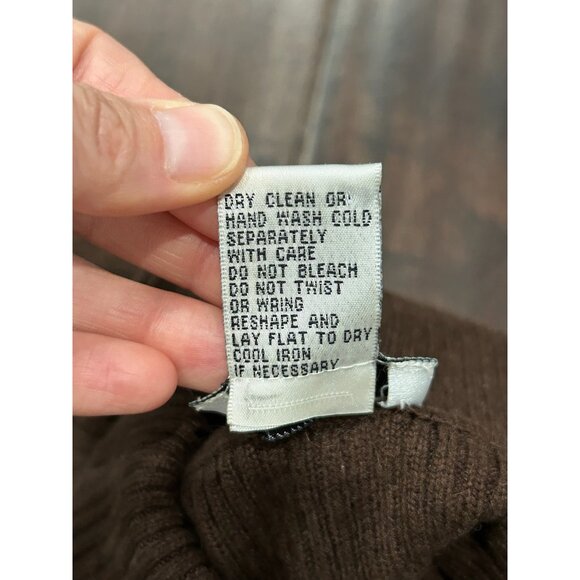 DRY CLEAN OR
HAND WASH COLD
SEPARATELY
WITH CARE
DO NOT BLEACH
DO NOT TWIST
OR WRING
RESHAPE AND
LAY FLAT TO DRY
COOL IRON
IF NECESSARY